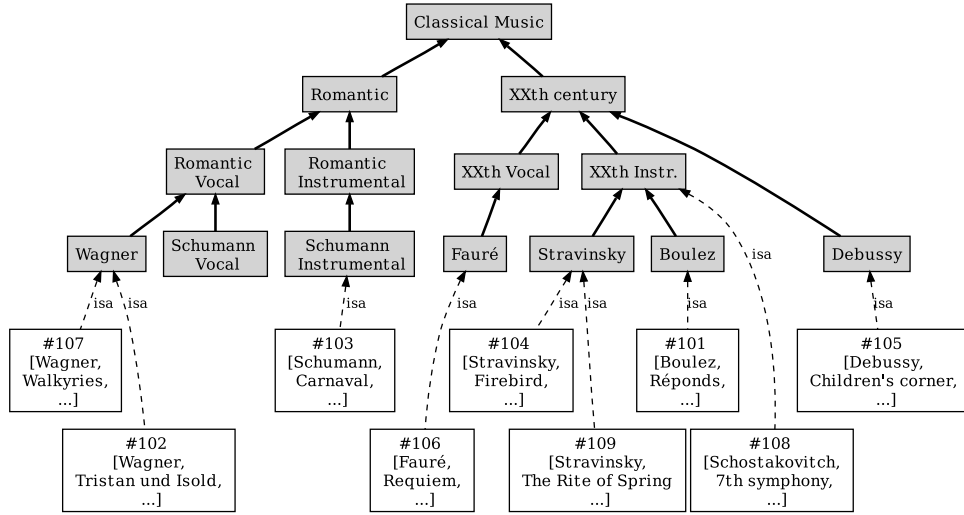 Classical Music
Romantic
XXth century
Romantic
Vocal
Romantic
Instrumental
XXth Vocal
XXth Instr.
Wagner
Schumann
Vocal
Schumann
Instrumental
Fauré
Stravinsky
Boulez
Debussy
isa
isa
isa
isa
isa
isa
isa
isa
isa
#107
[Wagner,
Walkyries,
...]
#103
[Schumann,
Carnaval,
...]
#104
[Stravinsky,
Firebird,
...]
#101
[Boulez,
Réponds,
...]
#105
[Debussy,
Children's corner,
...]
#102
[Wagner,
Tristan und Isold,
...]
#106
[Fauré,
Requiem,
...]
#109
[Stravinsky,
The Rite of Spring
...]
#108
[Schostakovitch,
7th symphony,
...]